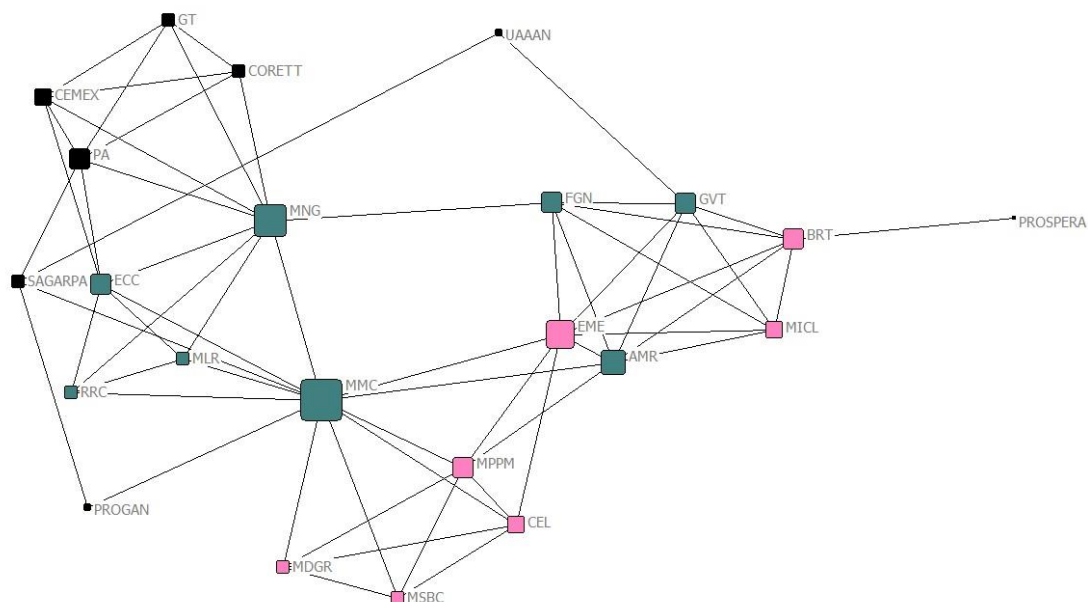 GT
UAAAN
CORETT
CEMEX
PA
MNG
FGN
GVT
PROSPERA
BRT
SAGARPA
ECC
EME
MICL
MLR
AMR
RRC
MMC
MPPM
PROGAN
CEL
MDGR
MSBC